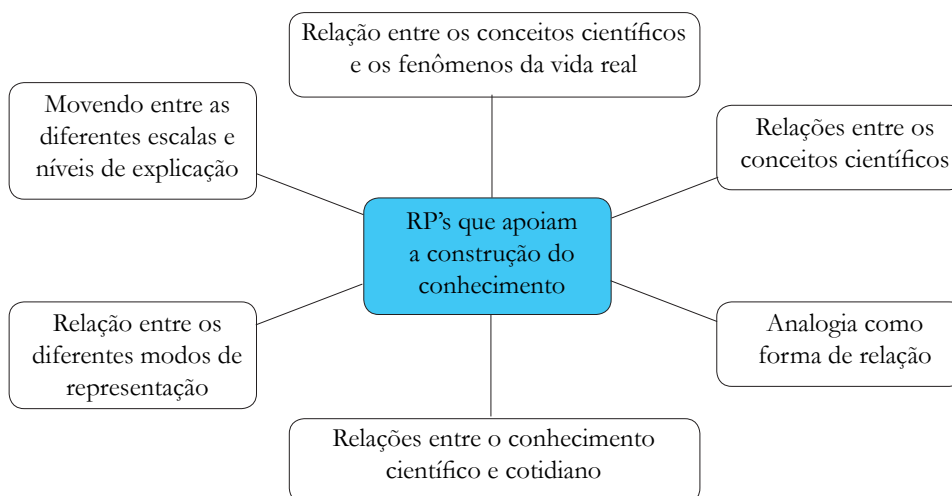 Relação entre os conceitos científicos
e os fenômenos da vida real
Movendo entre as
diferentes escalas e
níveis de explicação
Relações entre os
conceitos científicos
RP's que apoiam
a construção do
conhecimento
Relação entre os
diferentes modos de
representação
Analogia como
forma de relação
Relações entre o conhecimento
científico e cotidiano